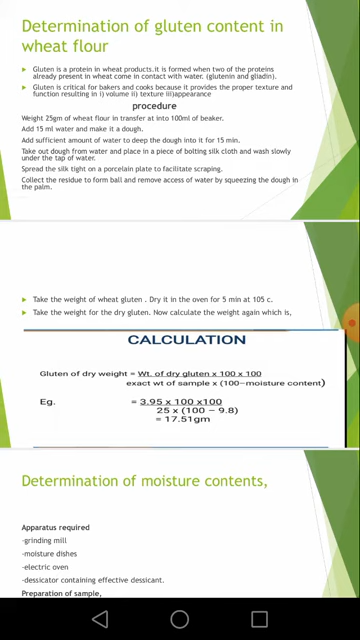 Determination of gluten content in
wheat flour
Gluten is a protein in wheat products.it is formed when two of the proteins
already present in wheat come in contact with water. (glutenin and gliadin).
Gluten is critical for bakers and cooks because it provides the proper texture and
function resulting in i) volume ii) texture iii)appearance
procedure
Weight 25gm of wheat flour in transfer at into 100ml of beaker.
Add 15 ml water and make it a dough.
Add sufficient amount of water to deep the dough into it for 15 min.
Take out dough from water and place in a piece of bolting silk cloth and wash slowly
under the tap of water.
Spread the silk tight on a porcelain plate to facilitate scraping.
Collect the residue to form ball and remove access of water by squeezing the dough in
the palm.
Take the weight of wheat gluten . Dry it in the oven for 5 min at 105 c.
Take the weight for the dry gluten. Now calculate the weight again which is,
CALCULATION
Gluten of dry weight = Wt. of dry gluten x 100 x 100
exact wt of sample x (100-moisture content)
Eg. = 3.95 x 100 x100
25 x (100 - 9.8)
= 17.51gm
Determination of moisture contents,
Apparatus required
-grinding mill
-moisture dishes
-electric oven
-dessicator containing effective dessicant.
Preparation of sample,